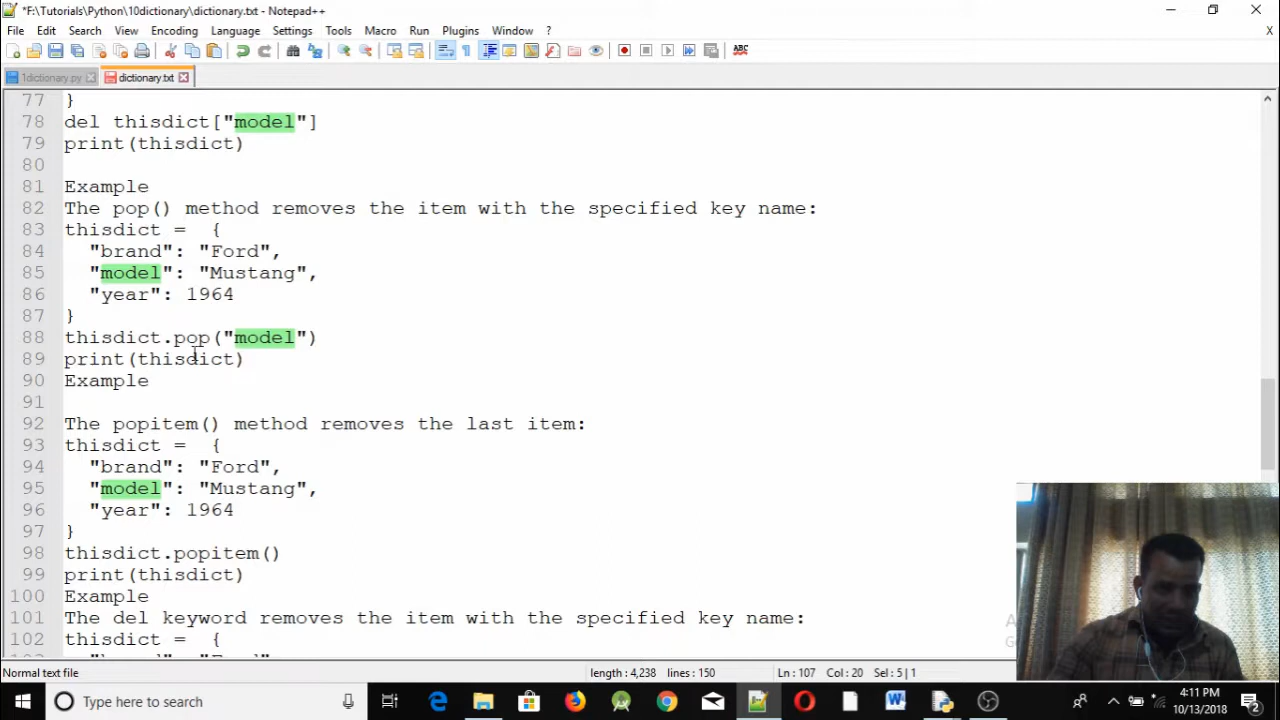 *F:\Tutorials\Python\10dictionary\dictionary.txt - Notepad++
File Edit Search View Encoding Language Settings Tools Macro Run Plugins Window ? X
1dictionary.py dictionary.txt
77 }
78 del thisdict["model"]
79 print(thisdict)
80
81 Example
82 The pop() method removes the item with the specified key name:
83 thisdict =  {
84   "brand": "Ford",
85   "model": "Mustang",
86   "year": 1964
87 }
88 thisdict.pop("model")
89 print(thisdict)
90 Example
91
92 The popitem() method removes the last item:
93 thisdict =  {
94   "brand": "Ford",
95   "model": "Mustang",
96   "year": 1964
97 }
98 thisdict.popitem()
99 print(thisdict)
100 Example
101 The del keyword removes the item with the specified key name:
102 thisdict =  {
Normal text file length : 4,238 lines : 150 Ln : 107 Col : 20 Sel : 5 | 1
Type here to search
4:11 PM
10/13/2018
2